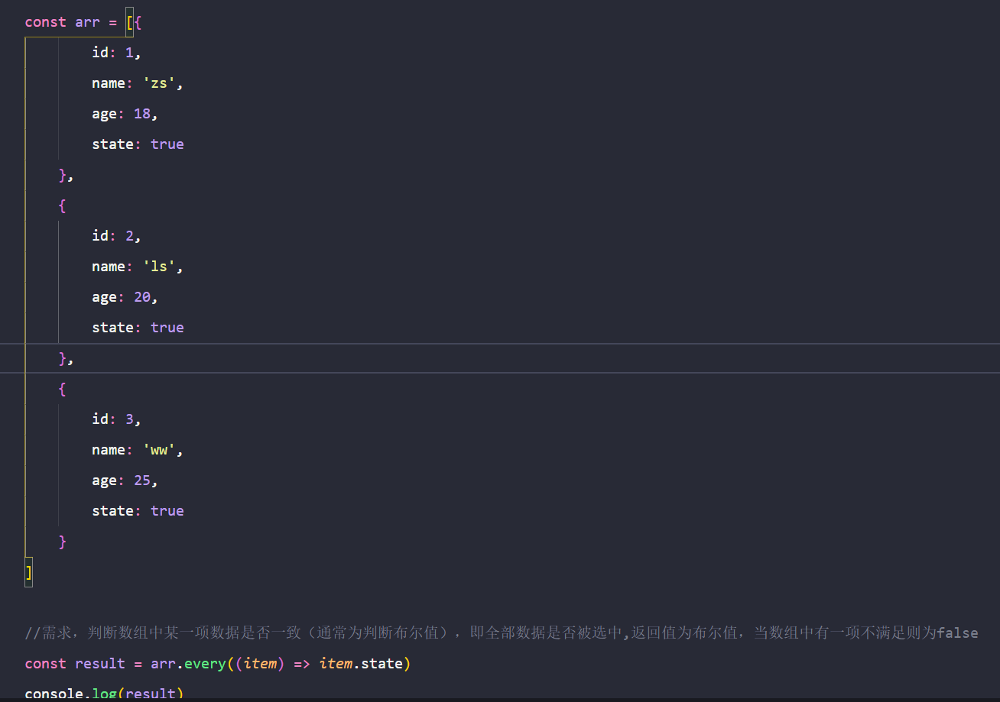 const arr = [{
id: 1,
name: 'zs',
age: 18,
state: true
},
{
id: 2,
name: 'ls',
age: 20,
state: true
},
{
id: 3,
name: 'ww',
age: 25,
state: true
}
]
//需求，判断数组中某一项数据是否一致（通常为判断布尔值），即全部数据是否被选中,返回值为布尔值，当数组中有一项不满足则为false
const result = arr.every((item) => item.state)
console.log(result)